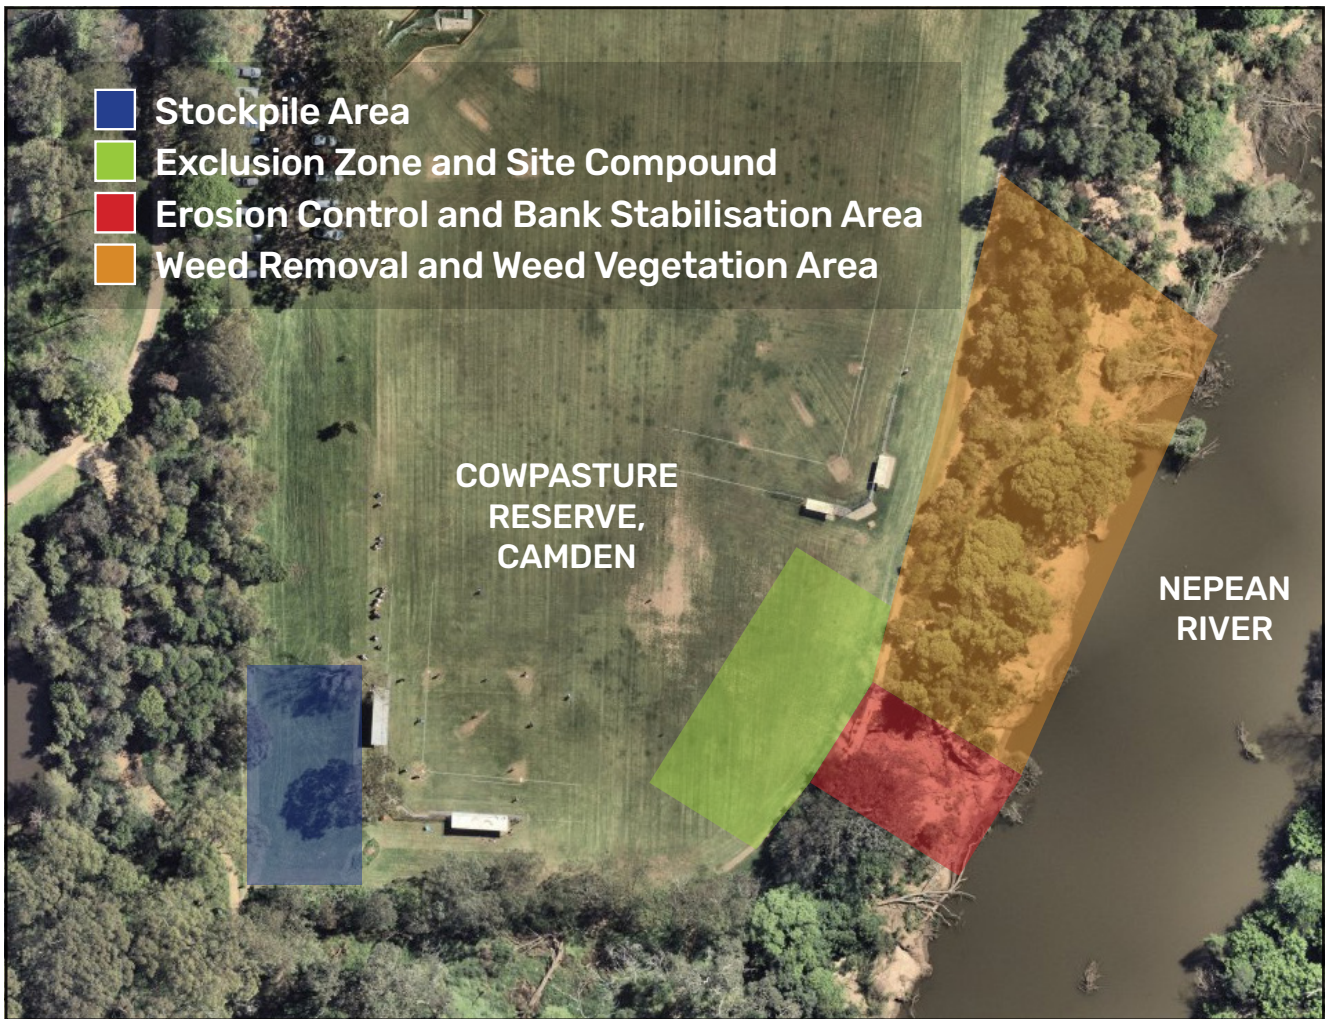 Stockpile Area
Exclusion Zone and Site Compound
Erosion Control and Bank Stabilisation Area
Weed Removal and Weed Vegetation Area
COWPASTURE
RESERVE,
CAMDEN
NEPEAN
RIVER